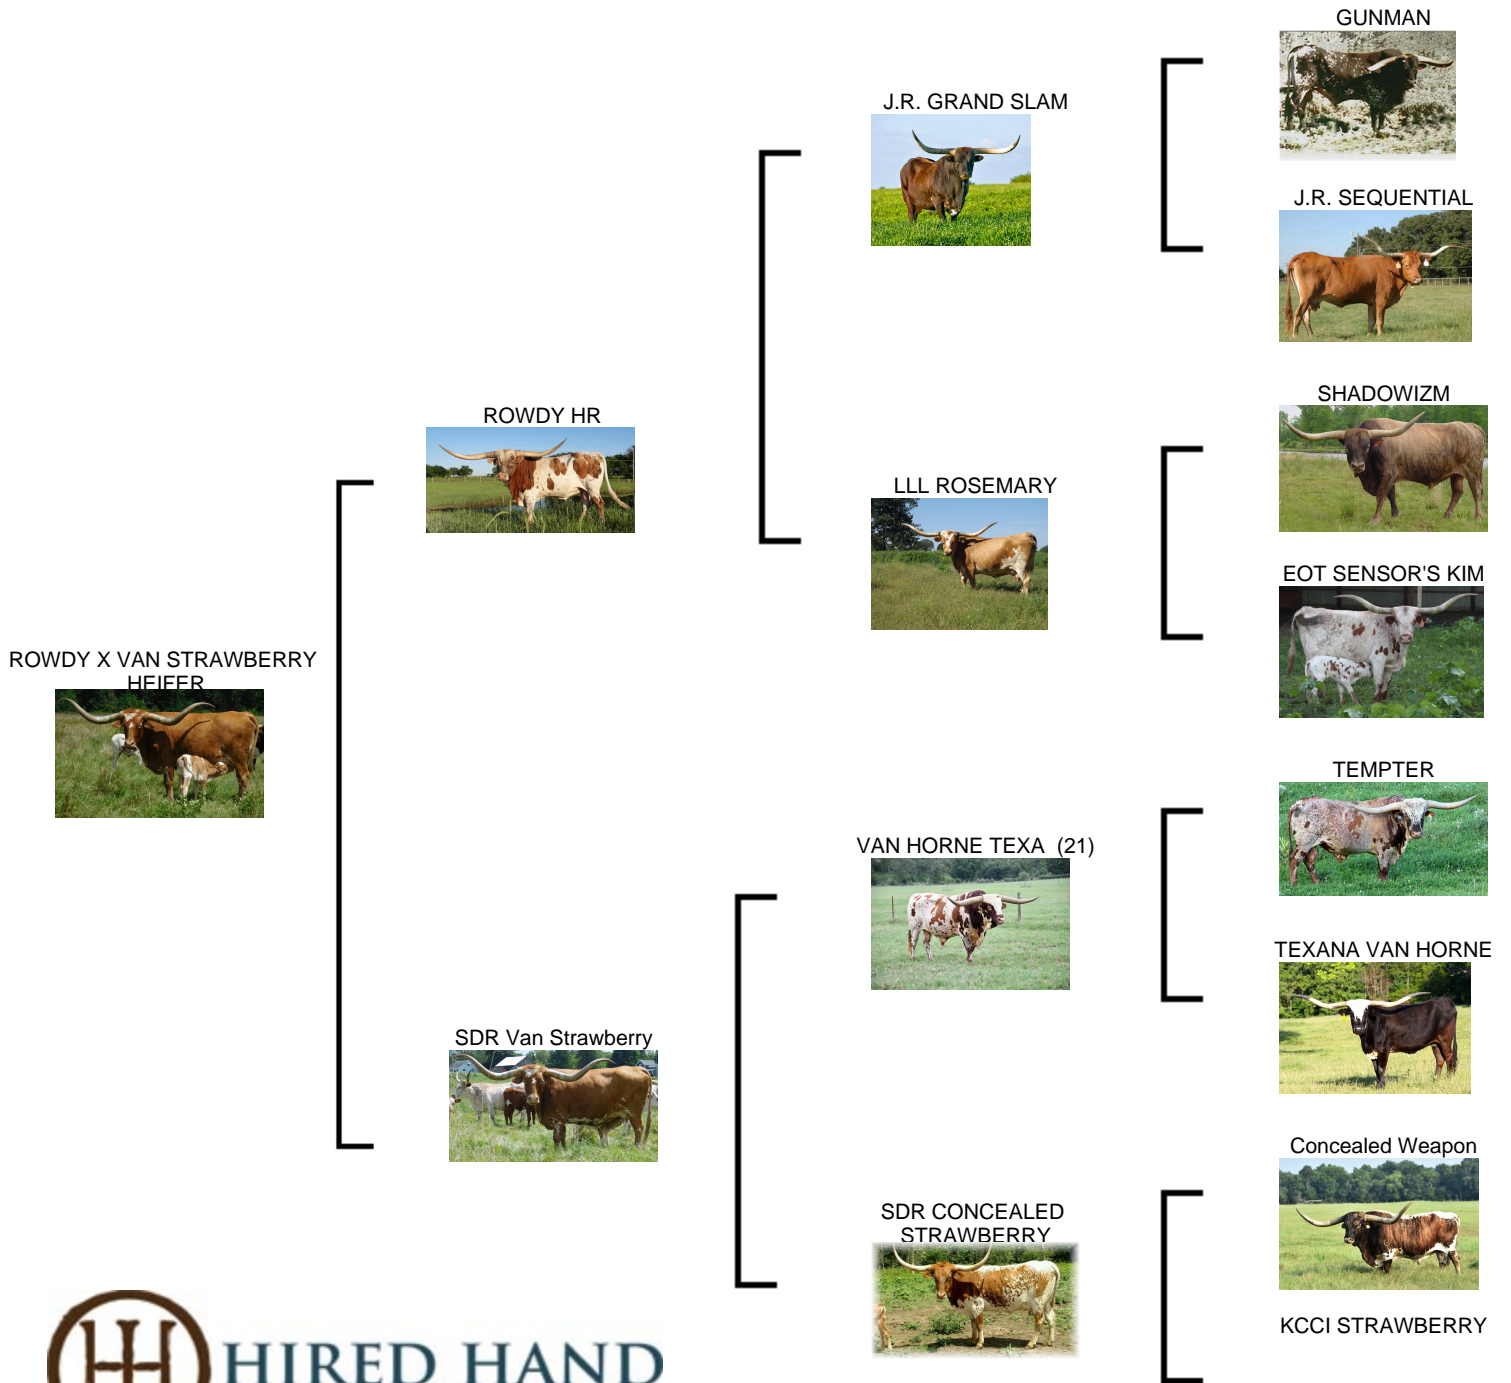 GUNMAN
J.R. GRAND SLAM
J.R. SEQUENTIAL
SHADOWIZM
ROWDY HR
LLL ROSEMARY
EOT SENSOR'S KIM
ROWDY X VAN STRAWBERRY
HEIFER
TEMPTER
VAN HORNE TEXA (21)
TEXANA VAN HORNE
SDR Van Strawberry
Concealed Weapon
SDR CONCEALED
STRAWBERRY
KCCI STRAWBERRY
HIRED HAND